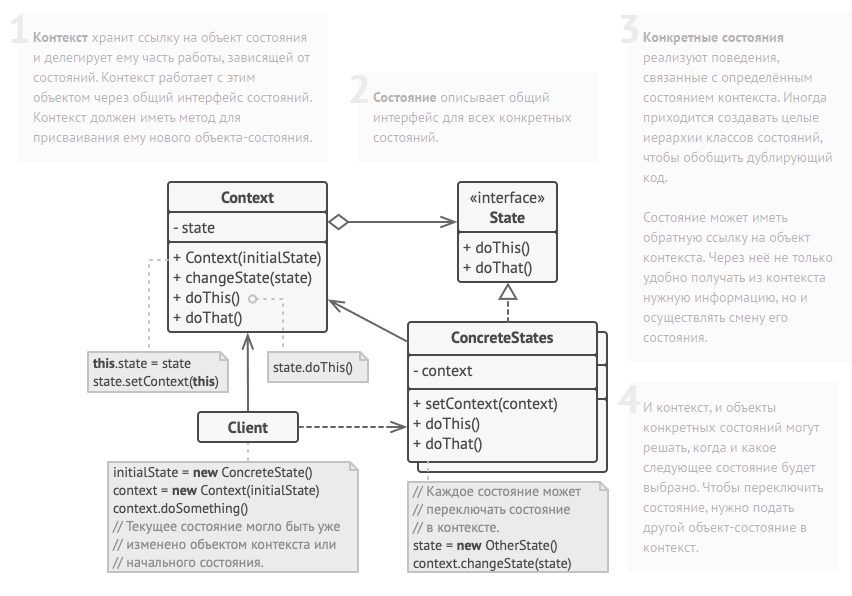 1
Контекст хранит ссылку на объект состояния
и делегирует ему часть работы, зависящей от
состояний. Контекст работает с этим
объектом через общий интерфейс состояний.
Контекст должен иметь метод для
присваивания ему нового объекта-состояния.
2
Состояние описывает общий
интерфейс для всех конкретных
состояний.
3
Конкретные состояния
реализуют поведения,
связанные с определённым
состоянием контекста. Иногда
приходится создавать целые
иерархии классов состояний,
чтобы обобщить дублирующий
код.
Состояние может иметь
обратную ссылку на объект
контекста. Через неё не только
удобно получать из контекста
нужную информацию, но и
осуществлять смену его
состояния.
Context
- state
+ Context(initialState)
+ changeState(state)
+ doThis()
+ doThat()
«interface»
State
+ doThis()
+ doThat()
this.state = state
state.setContext(this)
state.doThis()
ConcreteStates
- context
+ setContext(context)
+ doThis()
+ doThat()
Client
initialState = new ConcreteState()
context = new Context(initialState)
context.doSomething()
// Текущее состояние могло быть уже
// изменено объектом контекста или
// начального состояния.
// Каждое состояние может
// переключать состояние
// в контексте.
state = new OtherState()
context.changeState(state)
4
И контекст, и объекты
конкретных состояний могут
решать, когда и какое
следующее состояние будет
выбрано. Чтобы переключить
состояние, нужно подать
другой объект-состояние в
контекст.